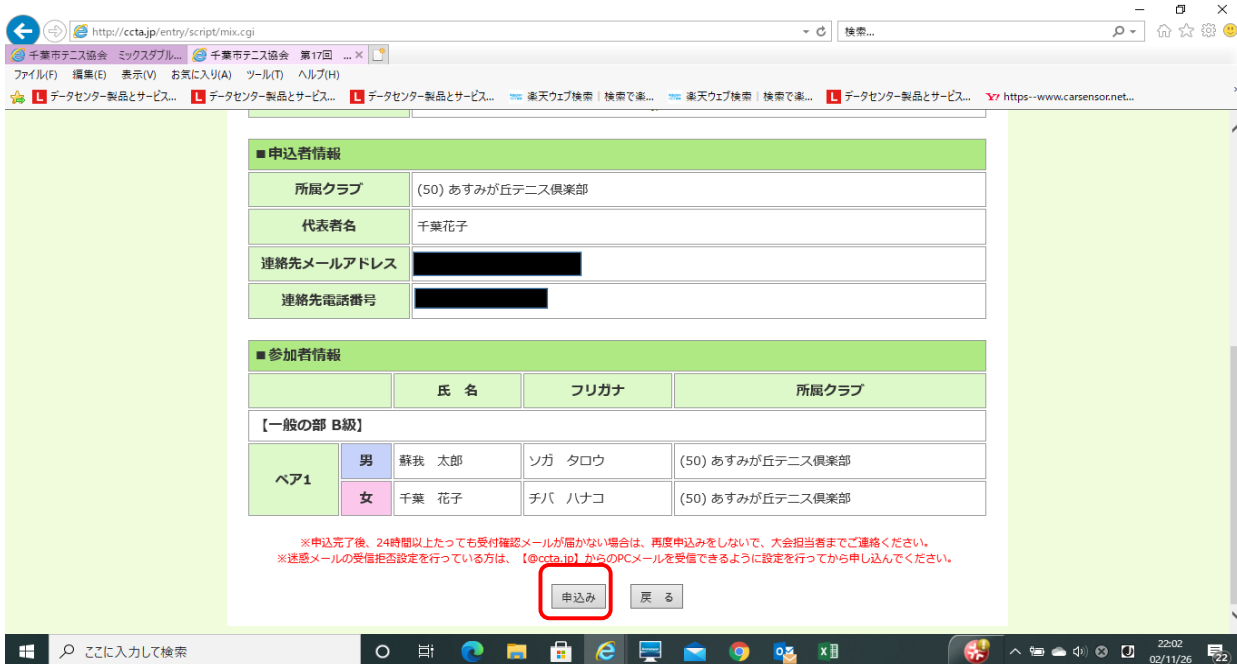 http://ccta.jp/entry/script/mix.cgi
検索...
千葉市テニス協会 ミックスダブル...
千葉市テニス協会 第17回 ...
ファイル(F) 編集(E) 表示(V) お気に入り(A) ツール(T) ヘルプ(H)
データセンター製品とサービス... データセンター製品とサービス... データセンター製品とサービス... 楽天ウェブ検索 | 検索で楽... 楽天ウェブ検索 | 検索で楽... データセンター製品とサービス... https--www.carsensor.net...
■申込者情報
所属クラブ (50) あすみが丘テニス倶楽部
代表者名 千葉花子
連絡先メールアドレス
連絡先電話番号
■参加者情報
氏 名 フリガナ 所属クラブ
【一般の部 B級】
ペア1
男 蘇我 太郎 ソガ タロウ (50) あすみが丘テニス倶楽部
女 千葉 花子 チバ ハナコ (50) あすみが丘テニス倶楽部
※申込完了後、24時間以上たっても受付確認メールが届かない場合は、再度申込みをしないで、大会担当者までご連絡ください。
※迷惑メールの受信拒否設定を行っている方は、【@ccta.jp】からのPCメールを受信できるように設定を行ってから申し込んでください。
申込み 戻 る
ここに入力して検索
22:02
02/11/26
22